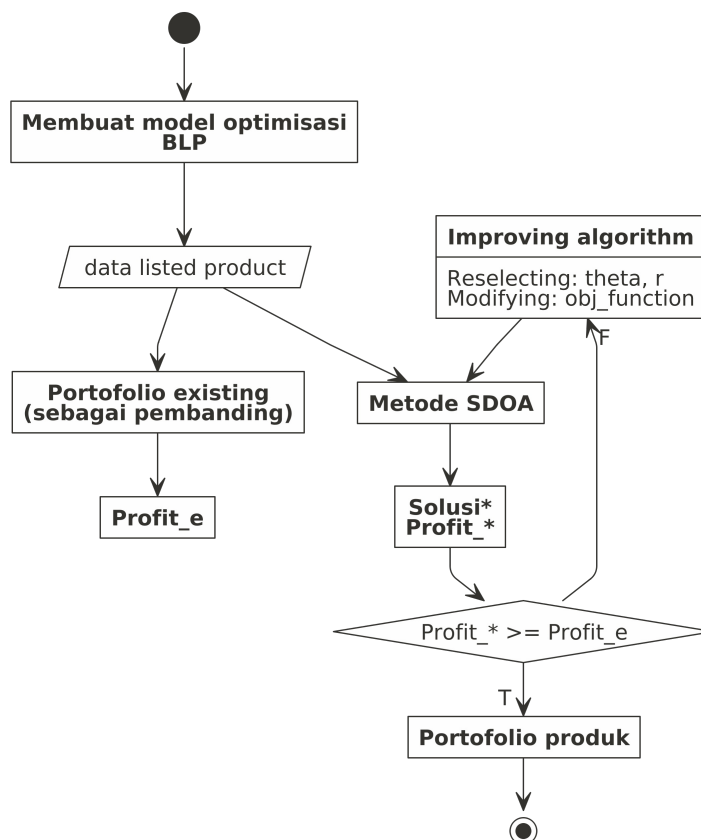 Membuat model optimisasi
BLP
data listed product
Improving algorithm
Reselecting: theta, r
Modifying: obj_function
F
Portofolio existing
(sebagai pembanding)
Metode SDOA
Profit_e
Solusi*
Profit_*
Profit_* >= Profit_e
T
Portofolio produk